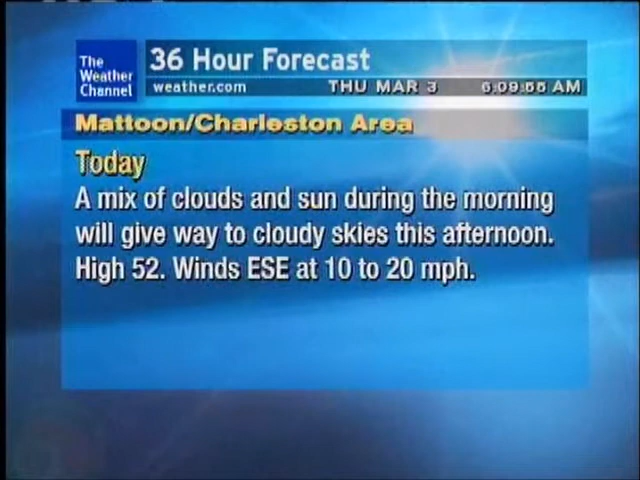 The
Weather
Channel
36 Hour Forecast
weather.com THU MAR 3 6:09:55 AM
Mattoon/Charleston Area
Today
A mix of clouds and sun during the morning
will give way to cloudy skies this afternoon.
High 52. Winds ESE at 10 to 20 mph.